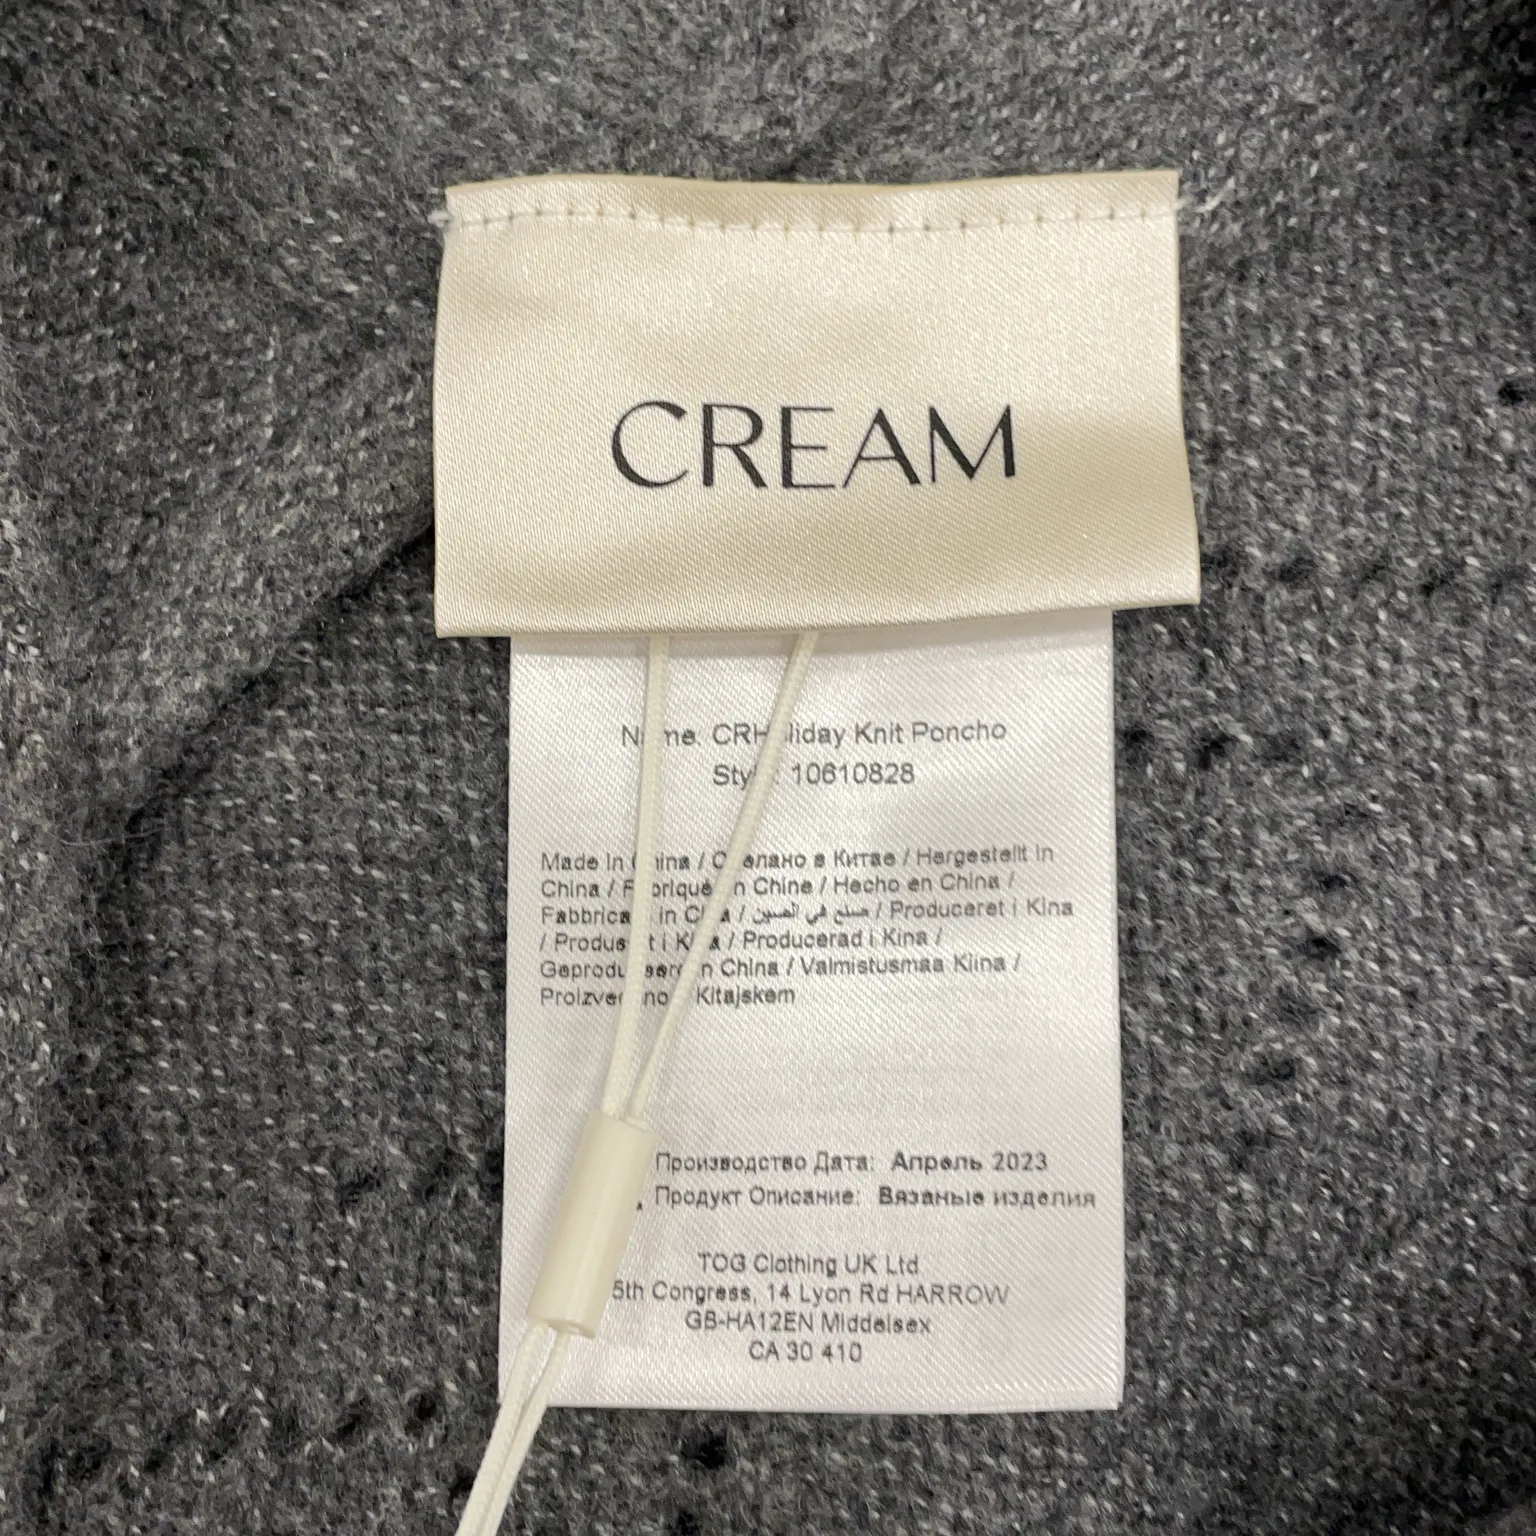 CREAM
Name: CRHoliday Knit Poncho
Style: 10610828
Made in China / Сделано в Китае / Hergestellt in
China / Fabriqué en Chine / Hecho en China /
Fabbricato in China / صنع في الصين / Produceret i Kina
/ Produsert i Kina / Producerad i Kina /
Geproduceerd in China / Valmistusmaa Kiina /
Proizvedeno Kitajskem
Производство Дата: Апрель 2023
Продукт Описание: Вязаные изделия
TOG Clothing UK Ltd
5th Congress, 14 Lyon Rd HARROW
GB-HA12EN Middelsex
CA 30 410